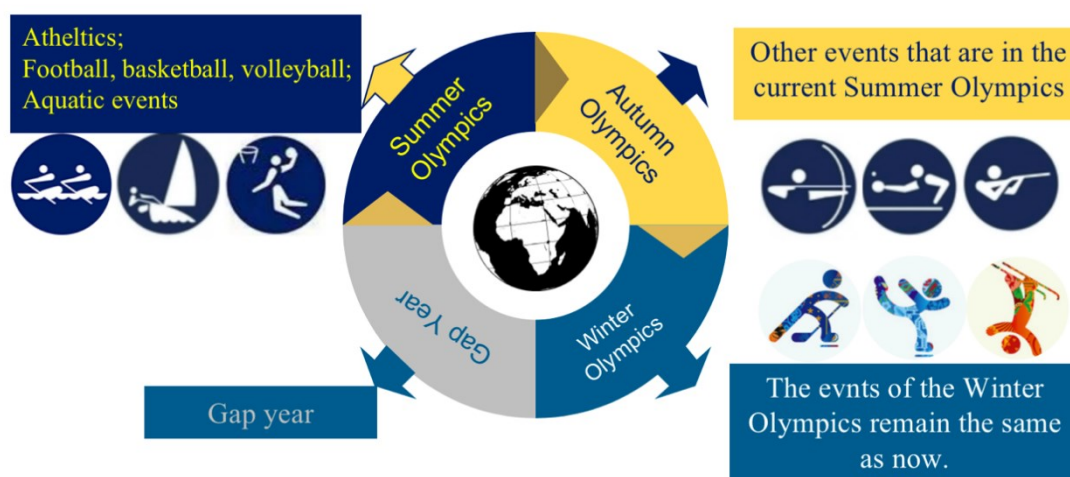 Atheltics;
Football, basketball, volleyball;
Aquatic events
Summer
Olympics
Autumn
Olympics
Other events that are in the
current Summer Olympics
Gap Year
Winter
Olympics
Gap year
The evnts of the Winter
Olympics remain the same
as now.